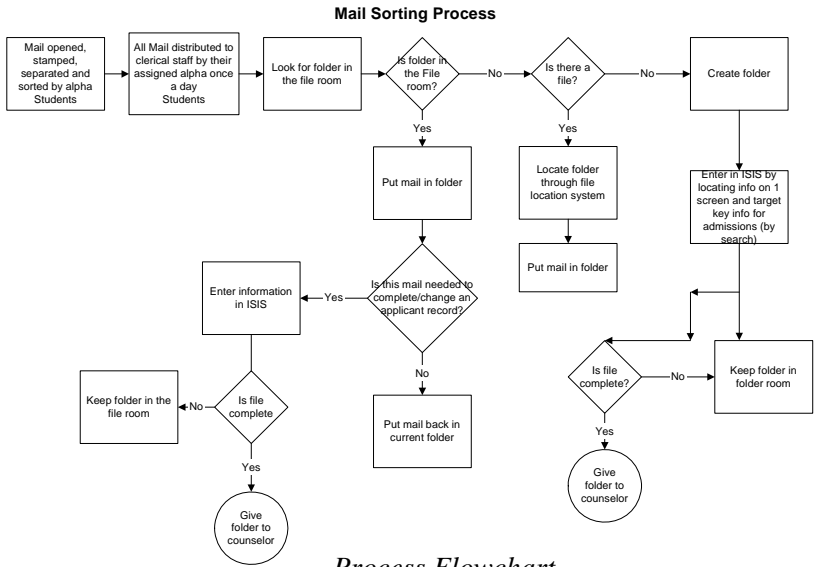 Mail Sorting Process
Mail opened,
stamped,
separated and
sorted by alpha
Students
All Mail distributed to
clerical staff by their
assigned alpha once
a day
Students
Look for folder in
the file room
Is folder in
the File
room?
No
Is there a
file?
No
Create folder
Yes
Yes
Put mail in folder
Locate folder
through file
location system
Enter in ISIS by
locating info on 1
screen and target
key info for
admissions (by
search)
Put mail in folder
Is this mail needed to
complete/change an
applicant record?
Yes
Enter information
in ISIS
No
Is file
complete?
No
Keep folder in
folder room
Keep folder in the
file room
No
Is file
complete
Put mail back in
current folder
Yes
Yes
Give
folder to
counselor
Give
folder to
counselor
Process Flowchart